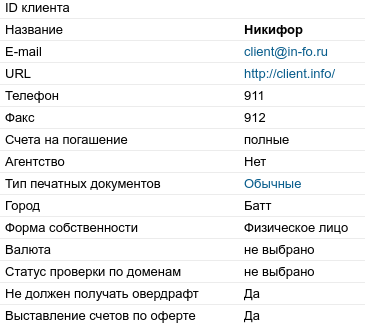 ID клиента
Название Никифор
E-mail client@in-fo.ru
URL http://client.info/
Телефон 911
Факс 912
Счета на погашение полные
Агентство Нет
Тип печатных документов Обычные
Город Батт
Форма собственности Физическое лицо
Валюта не выбрано
Статус проверки по доменам не выбрано
Не должен получать овердрафт Да
Выставление счетов по оферте Да